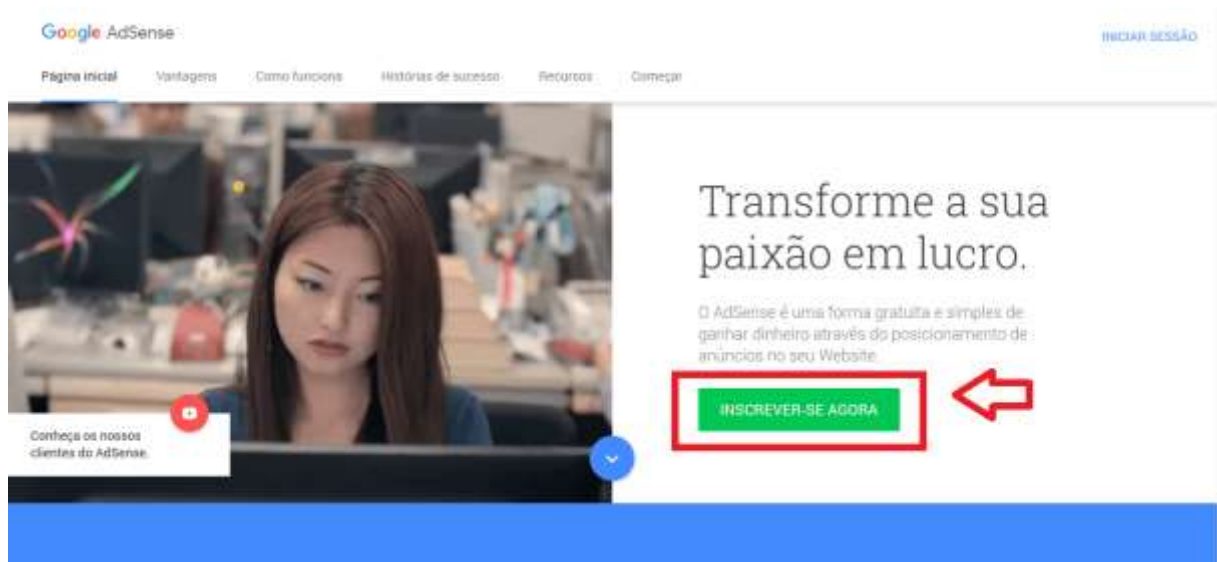 Google AdSense
INICIAR SESSÃO
Página inicial Vantagens Como funciona Histórias de sucesso Recursos Começar
Transforme a sua
paixão em lucro.
O AdSense é uma forma gratuita e simples de
ganhar dinheiro através do posicionamento de
anúncios no seu Website.
INSCREVER-SE AGORA
Conheça os nossos
clientes do AdSense.